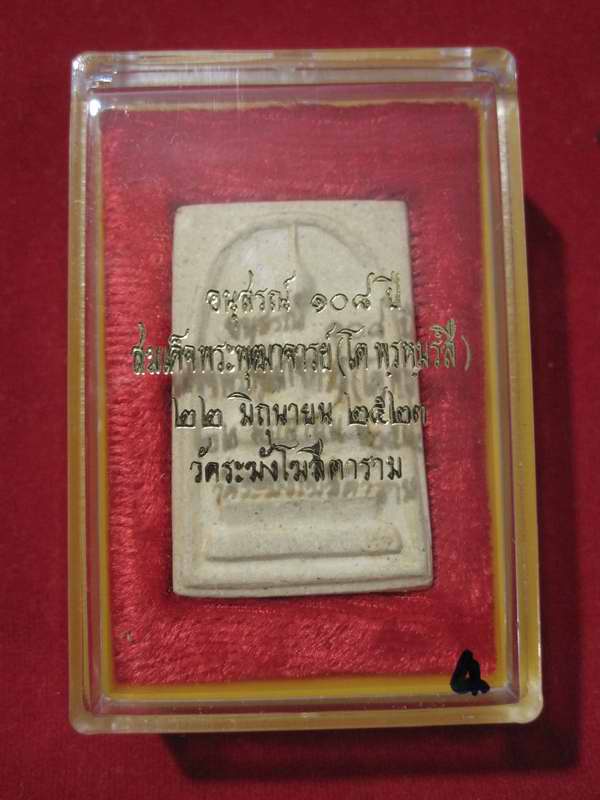 อนุสรณ์ ๑๐๘ ปี
สมเด็จพระพุฒาจารย์ (โต พรหมรังสี)
๒๒ มิถุนายน ๒๕๒๓
วัดระฆังโฆสิตาราม